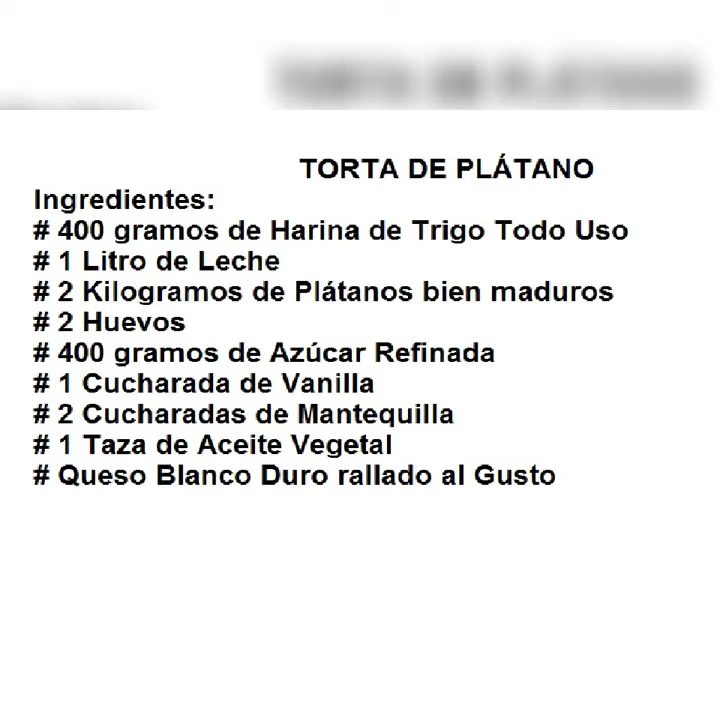 TORTA DE PLÁTANO
Ingredientes:
# 400 gramos de Harina de Trigo Todo Uso
# 1 Litro de Leche
# 2 Kilogramos de Plátanos bien maduros
# 2 Huevos
# 400 gramos de Azúcar Refinada
# 1 Cucharada de Vanilla
# 2 Cucharadas de Mantequilla
# 1 Taza de Aceite Vegetal
# Queso Blanco Duro rallado al Gusto